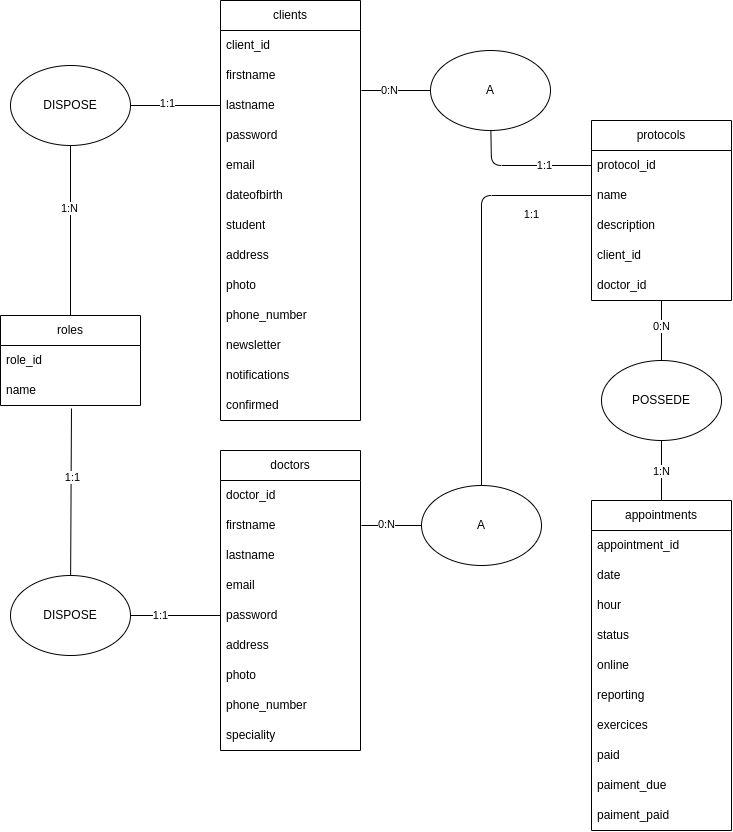 clients
client_id
firstname
lastname
password
email
dateofbirth
student
address
photo
phone_number
newsletter
notifications
confirmed
DISPOSE
1:1
1:N
0:N
A
1:1
1:1
protocols
protocol_id
name
description
client_id
doctor_id
roles
role_id
name
1:1
DISPOSE
1:1
doctors
doctor_id
firstname
lastname
email
password
address
photo
phone_number
speciality
0:N
A
0:N
POSSEDE
1:N
appointments
appointment_id
date
hour
status
online
reporting
exercices
paid
paiment_due
paiment_paid